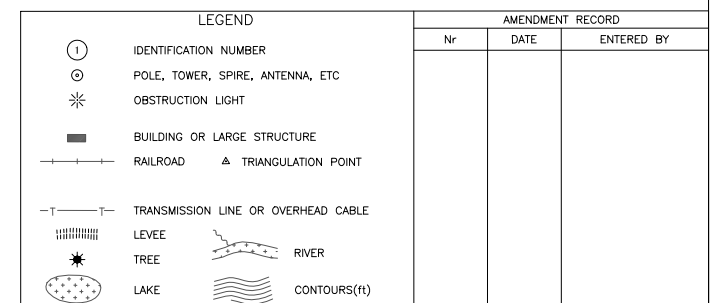 LEGEND
1 IDENTIFICATION NUMBER
POLE, TOWER, SPIRE, ANTENNA, ETC
OBSTRUCTION LIGHT
BUILDING OR LARGE STRUCTURE
RAILROAD TRIANGULATION POINT
T T TRANSMISSION LINE OR OVERHEAD CABLE
LEVEE
RIVER
TREE
LAKE CONTOURS(ft)
AMENDMENT RECORD
Nr DATE ENTERED BY